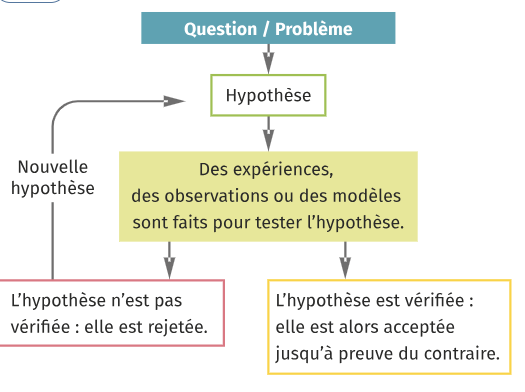 Question / Problème
Hypothèse
Des expériences,
des observations ou des modèles
sont faits pour tester l'hypothèse.
Nouvelle
hypothèse
L'hypothèse n'est pas
vérifiée : elle est rejetée.
L'hypothèse est vérifiée :
elle est alors acceptée
jusqu'à preuve du contraire.